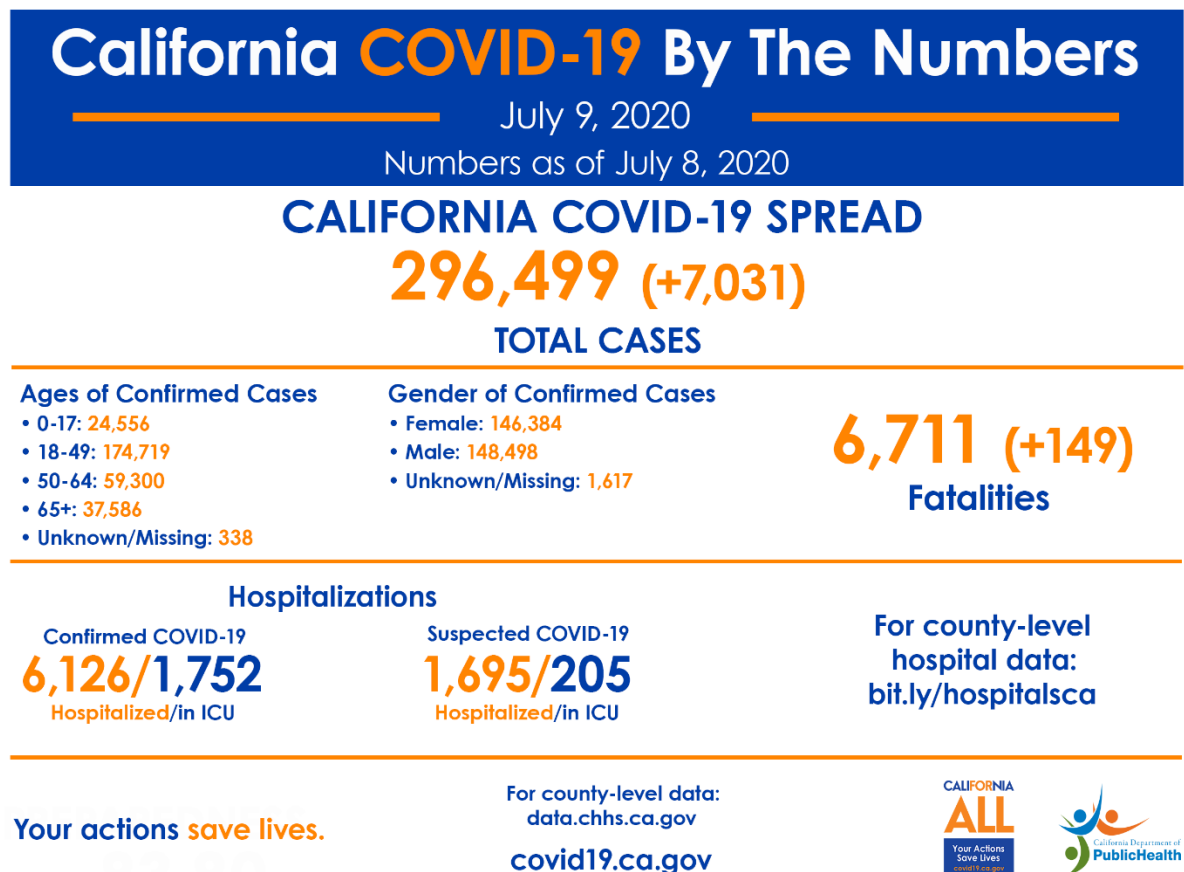 California COVID-19 By The Numbers
July 9, 2020
Numbers as of July 8, 2020
CALIFORNIA COVID-19 SPREAD
296,499 (+7,031)
TOTAL CASES
Ages of Confirmed Cases
• 0-17: 24,556
• 18-49: 174,719
• 50-64: 59,300
• 65+: 37,586
• Unknown/Missing: 338
Gender of Confirmed Cases
• Female: 146,384
• Male: 148,498
• Unknown/Missing: 1,617
6,711 (+149)
Fatalities
Hospitalizations
Confirmed COVID-19
6,126/1,752
Hospitalized/in ICU
Suspected COVID-19
1,695/205
Hospitalized/in ICU
For county-level
hospital data:
bit.ly/hospitalsca
Your actions save lives.
For county-level data:
data.chhs.ca.gov
covid19.ca.gov
CALIFORNIA
ALL
Your Actions
Save Lives
covid19.ca.gov
California Department of
PublicHealth